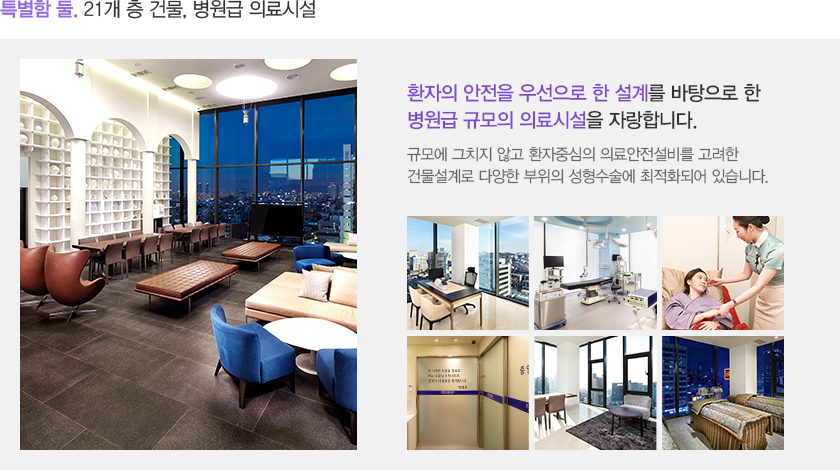 특별함 둘. 21개 층 건물, 병원급 의료시설
환자의 안전을 우선으로 한 설계를 바탕으로 한
병원급 규모의 의료시설을 자랑합니다.
규모에 그치지 않고 환자중심의 의료안전설비를 고려한
건물설계로 다양한 부위의 성형수술에 최적화되어 있습니다.